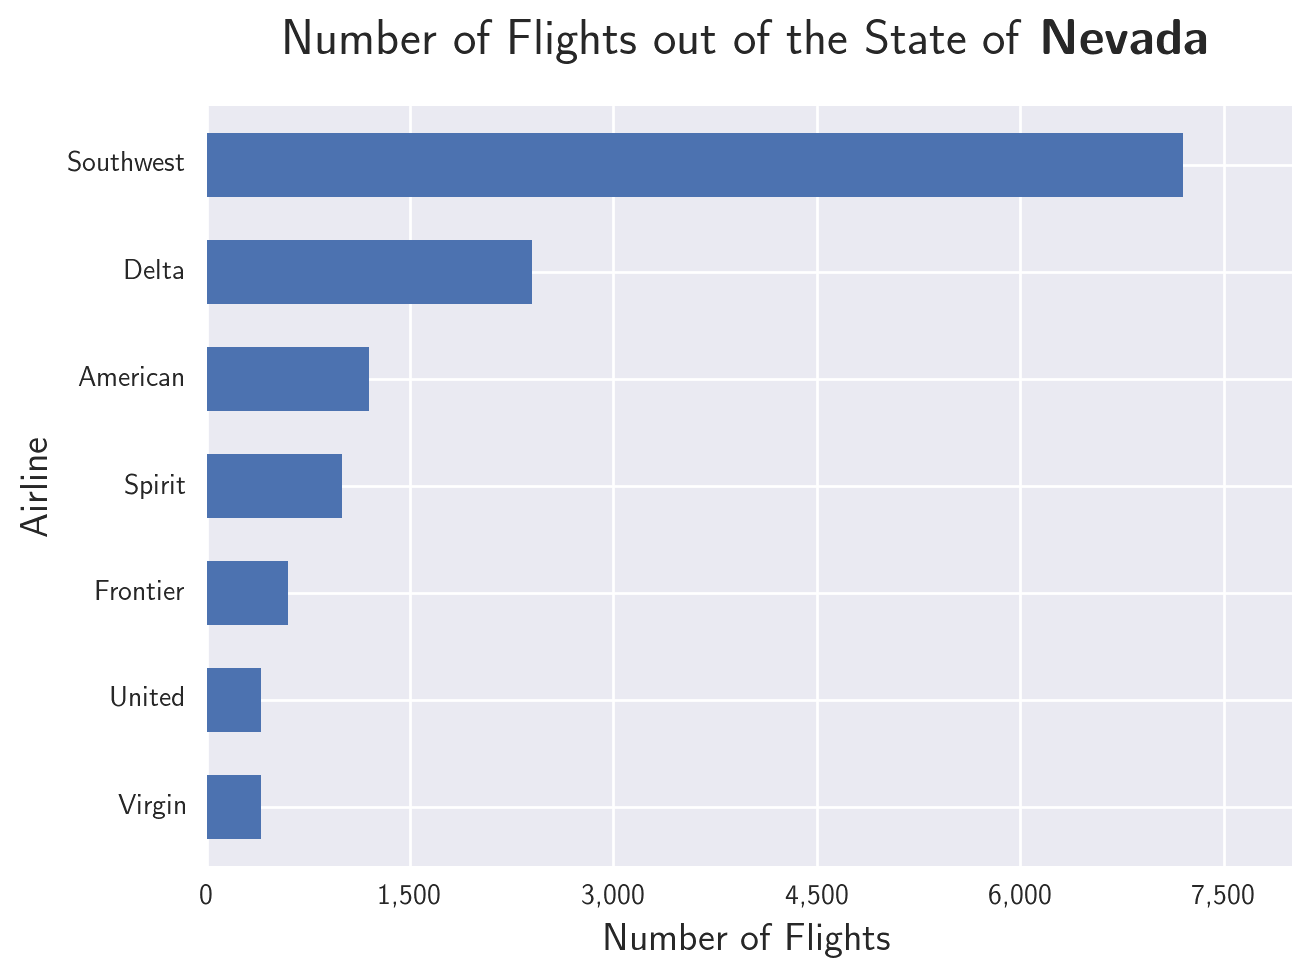 Number of Flights out of the State of Nevada
Southwest
Delta
American
Spirit
Frontier
United
Virgin
Airline
0 1,500 3,000 4,500 6,000 7,500
Number of Flights